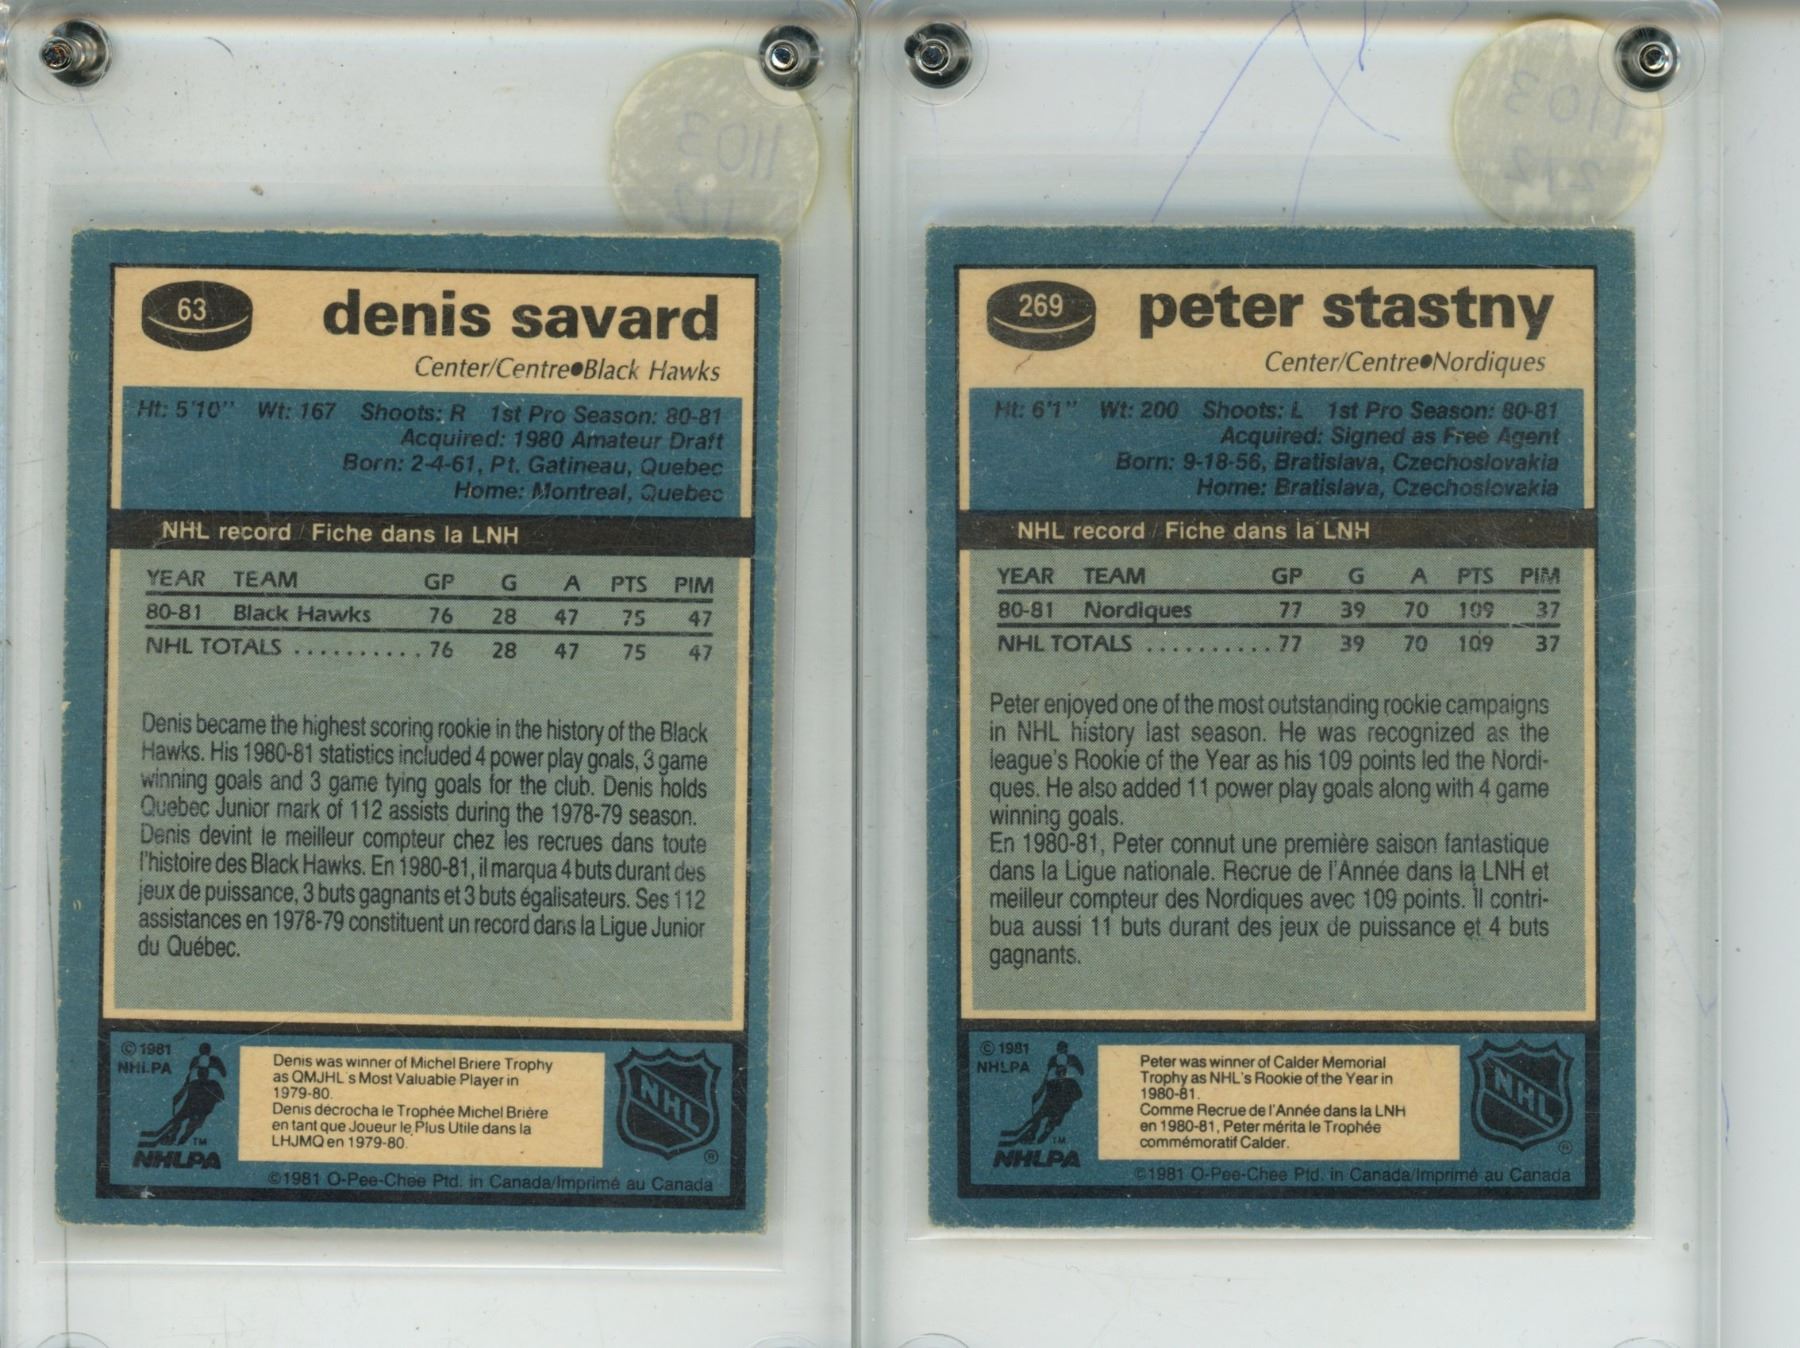 1103
63
denis savard
Center/Centre●Black Hawks
Ht: 5'10" Wt: 167 Shoots: R 1st Pro Season: 80-81
Acquired: 1980 Amateur Draft
Born: 2-4-61, Pt. Gatineau, Quebec
Home: Montreal, Quebec
NHL record / Fiche dans la LNH
YEAR TEAM GP G A PTS PIM
80-81 Black Hawks 76 28 47 75 47
NHL TOTALS .......... 76 28 47 75 47
Denis became the highest scoring rookie in the history of the Black
Hawks. His 1980-81 statistics included 4 power play goals, 3 game
winning goals and 3 game tying goals for the club. Denis holds
Quebec Junior mark of 112 assists during the 1978-79 season.
Denis devint le meilleur compteur chez les recrues dans toute
l'histoire des Black Hawks. En 1980-81, il marqua 4 buts durant des
jeux de puissance, 3 buts gagnants et 3 buts égalisateurs. Ses 112
assistances en 1978-79 constituent un record dans la Ligue Junior
du Québec.
©1981
NHLPA
Denis was winner of Michel Briere Trophy
as QMJHL s Most Valuable Player in
1979-80.
Denis décrocha le Trophée Michel Brière
en tant que Joueur le Plus Utile dans la
LHJMQ en 1979-80.
TM
NHLPA
NHL
®
©1981 O-Pee-Chee Ptd. in Canada/Imprimé au Canada
1103
212
269
peter stastny
Center/Centre●Nordiques
Ht: 6'1" Wt: 200 Shoots: L 1st Pro Season: 80-81
Acquired: Signed as Free Agent
Born: 9-18-56, Bratislava, Czechoslovakia
Home: Bratislava, Czechoslovakia
NHL record / Fiche dans la LNH
YEAR TEAM GP G A PTS PIM
80-81 Nordiques 77 39 70 109 37
NHL TOTALS .......... 77 39 70 109 37
Peter enjoyed one of the most outstanding rookie campaigns
in NHL history last season. He was recognized as the
league's Rookie of the Year as his 109 points led the Nordi-
ques. He also added 11 power play goals along with 4 game
winning goals.
En 1980-81, Peter connut une première saison fantastique
dans la Ligue nationale. Recrue de l'Année dans la LNH et
meilleur compteur des Nordiques avec 109 points. Il contri-
bua aussi 11 buts durant des jeux de puissance et 4 buts
gagnants.
©1981
NHLPA
Peter was winner of Calder Memorial
Trophy as NHL's Rookie of the Year in
1980-81.
Comme Recrue de l'Année dans la LNH
en 1980-81, Peter mérita le Trophée
commémoratif Calder.
TM
NHLPA
NHL
®
©1981 O-Pee-Chee Ptd. in Canada/Imprimé au Canada